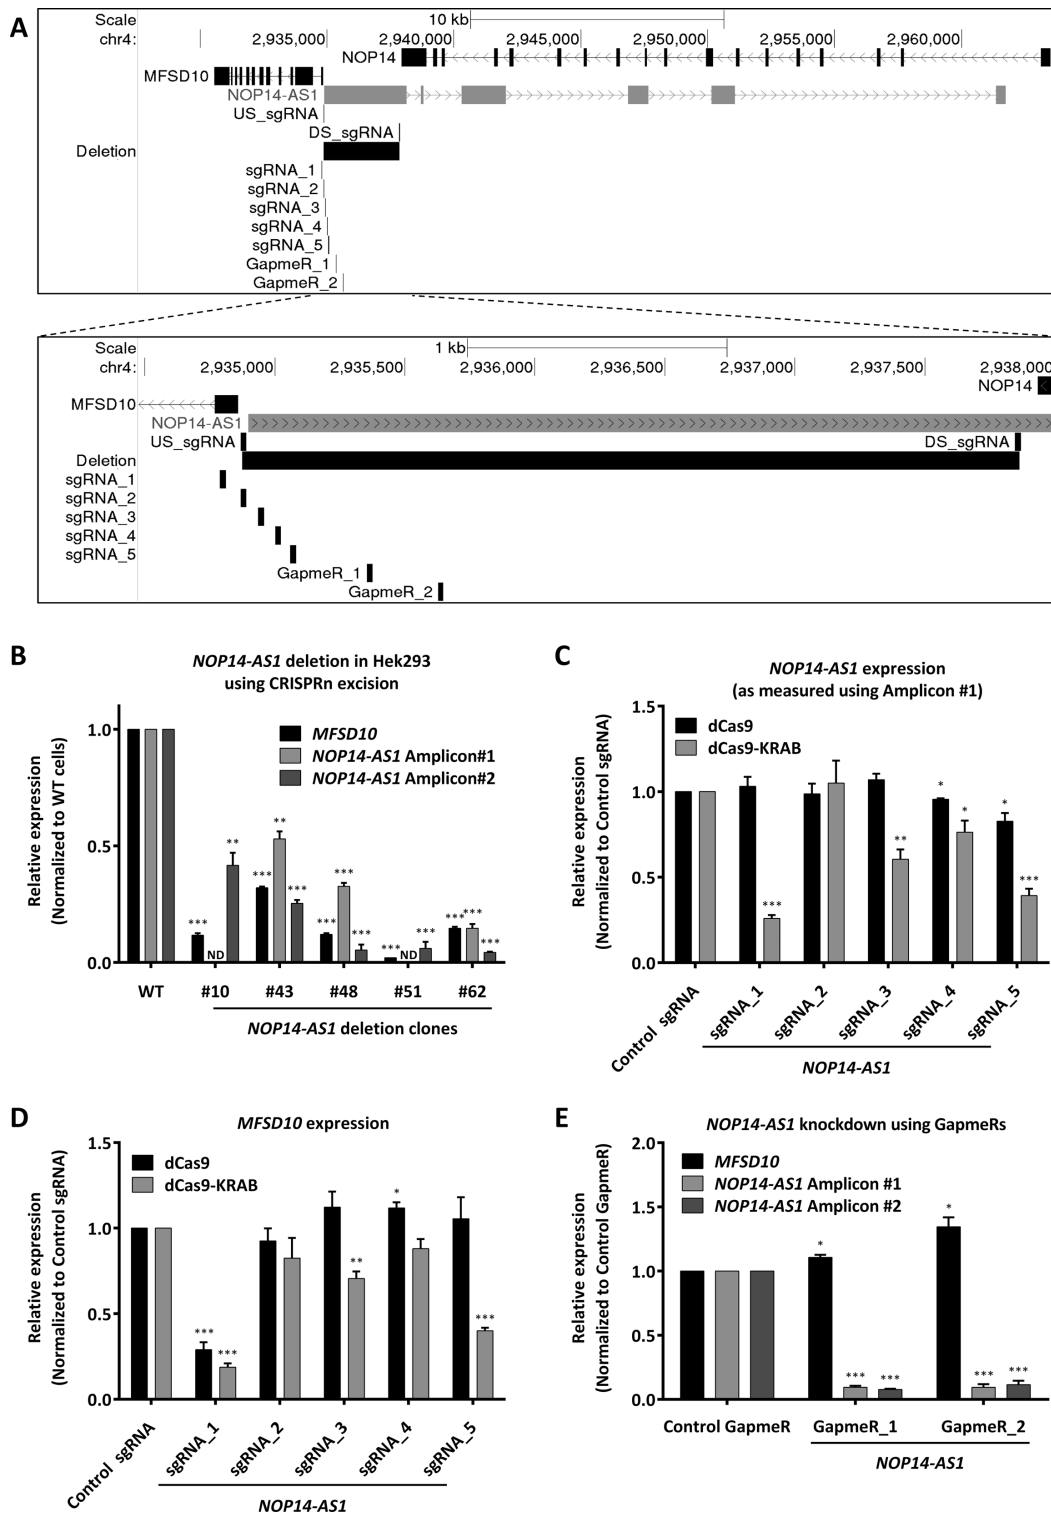 A
Scale 10 kb
chr4: 2,935,000 2,940,000 2,945,000 2,950,000 2,955,000 2,960,000
NOP14
MFSD10
NOP14-AS1
US_sgRNA
DS_sgRNA
Deletion
sgRNA_1
sgRNA_2
sgRNA_3
sgRNA_4
sgRNA_5
GapmeR_1
GapmeR_2
Scale 1 kb
chr4: 2,935,000 2,935,500 2,936,000 2,936,500 2,937,000 2,937,500 2,938,000
NOP14
MFSD10
NOP14-AS1
US_sgRNA DS_sgRNA
Deletion
sgRNA_1
sgRNA_2
sgRNA_3
sgRNA_4
sgRNA_5
GapmeR_1
GapmeR_2
B
NOP14-AS1 deletion in Hek293
using CRISPRn excision
Relative expression
(Normalized to WT cells)
1.0
0.5
0.0
MFSD10
NOP14-AS1 Amplicon#1
NOP14-AS1 Amplicon#2
*** ND **
*** *** ***
*** *** ***
*** ND ***
*** *** ***
WT #10 #43 #48 #51 #62
NOP14-AS1 deletion clones
C
NOP14-AS1 expression
(as measured using Amplicon #1)
Relative expression
(Normalized to Control sgRNA)
1.5
1.0
0.5
0.0
dCas9
dCas9-KRAB
*** ** * * * ***
Control sgRNA sgRNA_1 sgRNA_2 sgRNA_3 sgRNA_4 sgRNA_5
NOP14-AS1
D
MFSD10 expression
Relative expression
(Normalized to Control sgRNA)
1.5
1.0
0.5
0.0
dCas9
dCas9-KRAB
*** *** ** * ***
Control sgRNA sgRNA_1 sgRNA_2 sgRNA_3 sgRNA_4 sgRNA_5
NOP14-AS1
E
NOP14-AS1 knockdown using GapmeRs
Relative expression
(Normalized to Control GapmeR)
2.0
1.5
1.0
0.5
0.0
MFSD10
NOP14-AS1 Amplicon #1
NOP14-AS1 Amplicon #2
* *** *** * *** ***
Control GapmeR GapmeR_1 GapmeR_2
NOP14-AS1